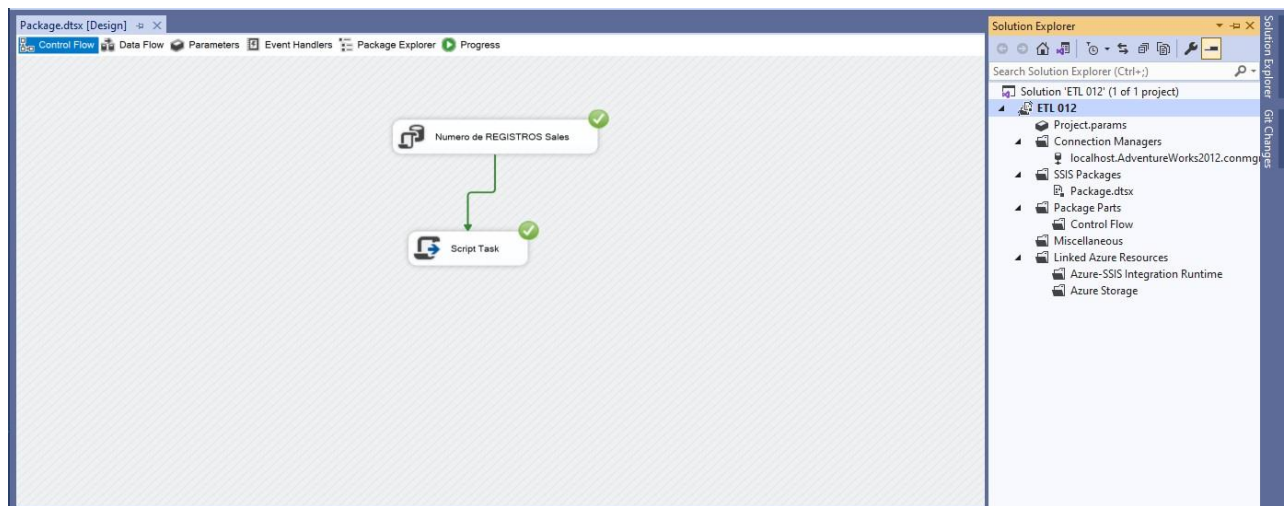 Package.dtsx [Design]
Control Flow Data Flow Parameters Event Handlers Package Explorer Progress
Numero de REGISTROS Sales
Script Task
Solution Explorer
Search Solution Explorer (Ctrl+;)
Solution 'ETL 012' (1 of 1 project)
ETL 012
Project.params
Connection Managers
localhost.AdventureWorks2012.conmgr
SSIS Packages
Package.dtsx
Package Parts
Control Flow
Miscellaneous
Linked Azure Resources
Azure-SSIS Integration Runtime
Azure Storage
Solution Explorer
Git Changes